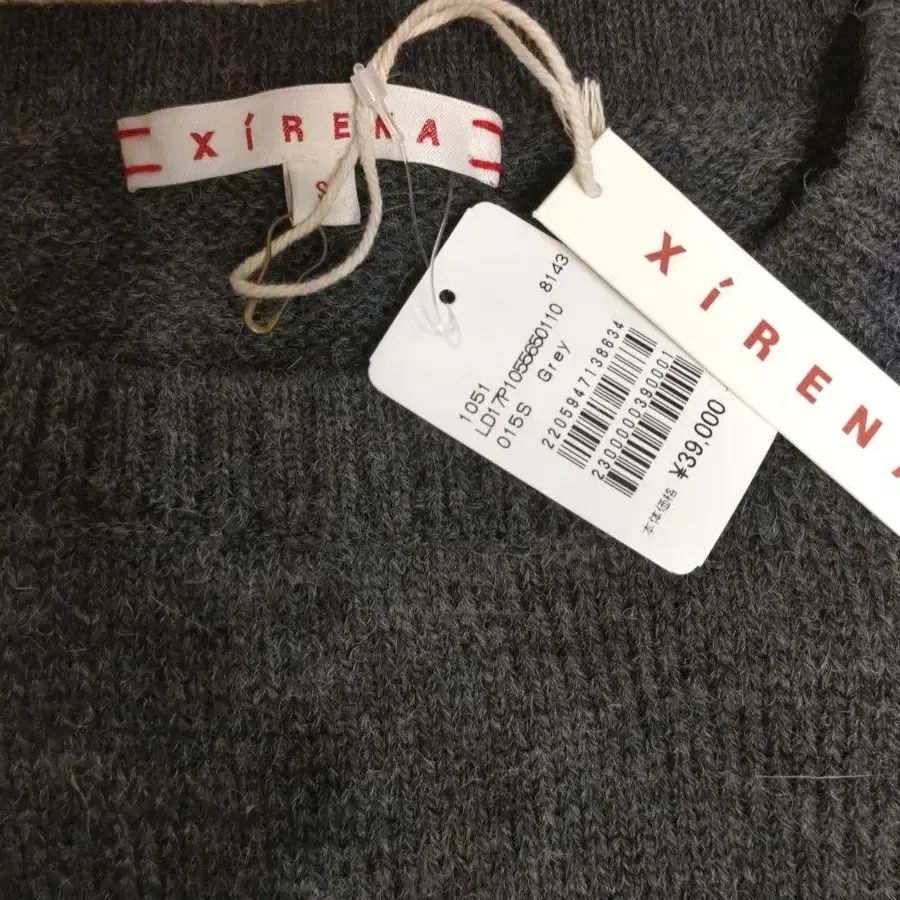 XÍRENA
S
XÍRENA
1051 8143
LD17P1055650110
015S Grey
2205947138634
2300000390001
本体価格 ¥39,000